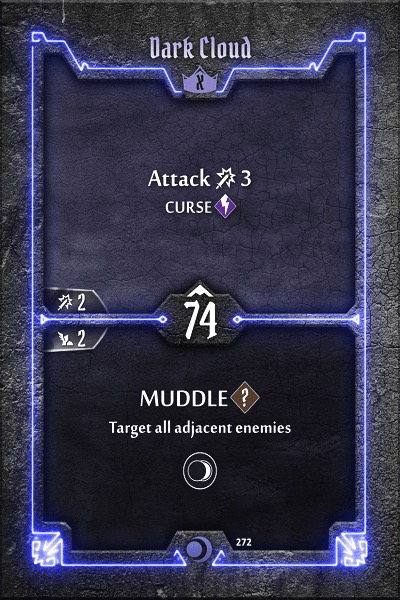 Dark Cloud
X
Attack 3
CURSE
2
74
2
MUDDLE ?
Target all adjacent enemies
272